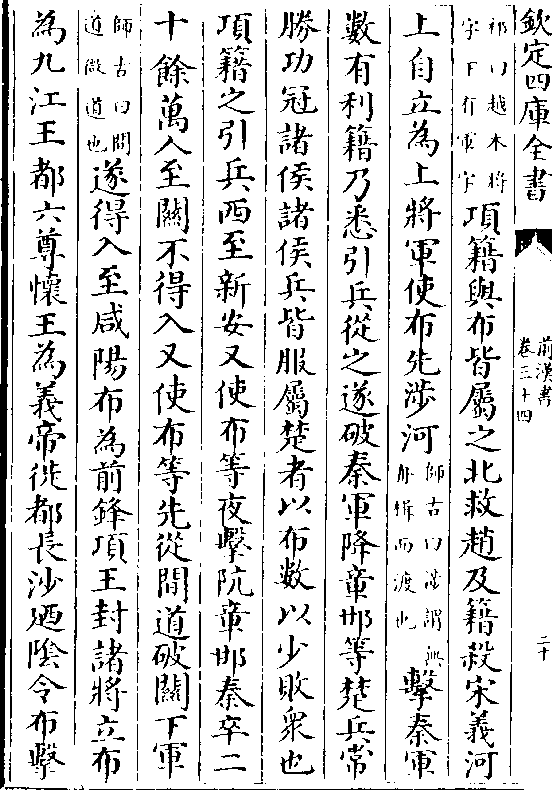 欽定四庫全書
前漢書
卷三十四
二十
祁曰越本將
字下有軍字
項籍與布皆屬之北救趙及籍殺宋義河
上自立為上將軍使布先渉河
師古曰渉謂無
舟楫而渡也
擊秦軍
數有利籍乃悉引兵從之遂破秦軍降章邯等楚兵常
勝功冠諸侯諸侯兵皆服屬楚者以布數以少敗衆也
項籍之引兵西至新安又使布等夜擊阬章邯秦卒二
十餘萬人至關不得入又使布等先從間道破關下軍
師古曰間
道微道也
遂得入至咸陽布為前鋒項王封諸將立布
為九江王都六尊懐王為義帝徙都長沙廼隂令布擊